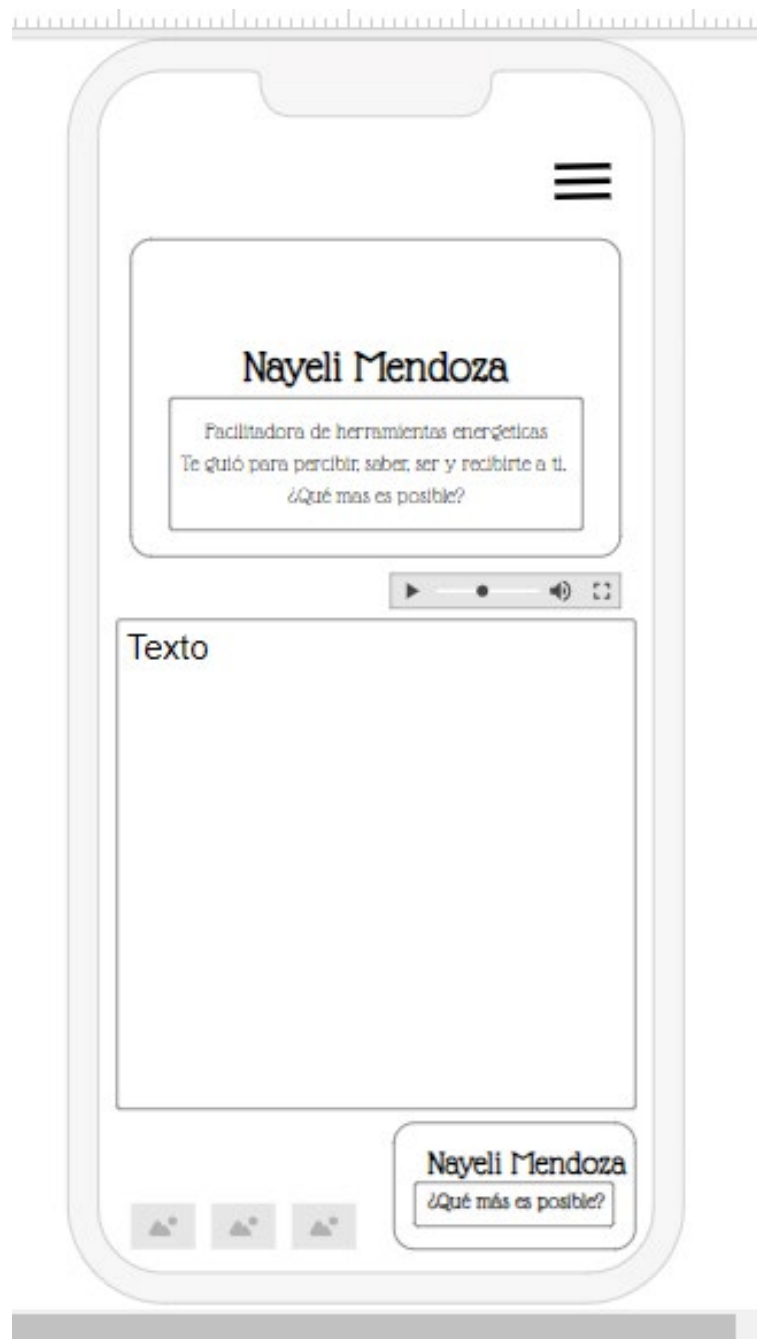 Nayeli Mendoza
Facilitadora de herramientas energeticas
Te guió para percibir, saber, ser y recibirte a ti.
¿Qué mas es posible?
Texto
Nayeli Mendoza
¿Qué más es posible?